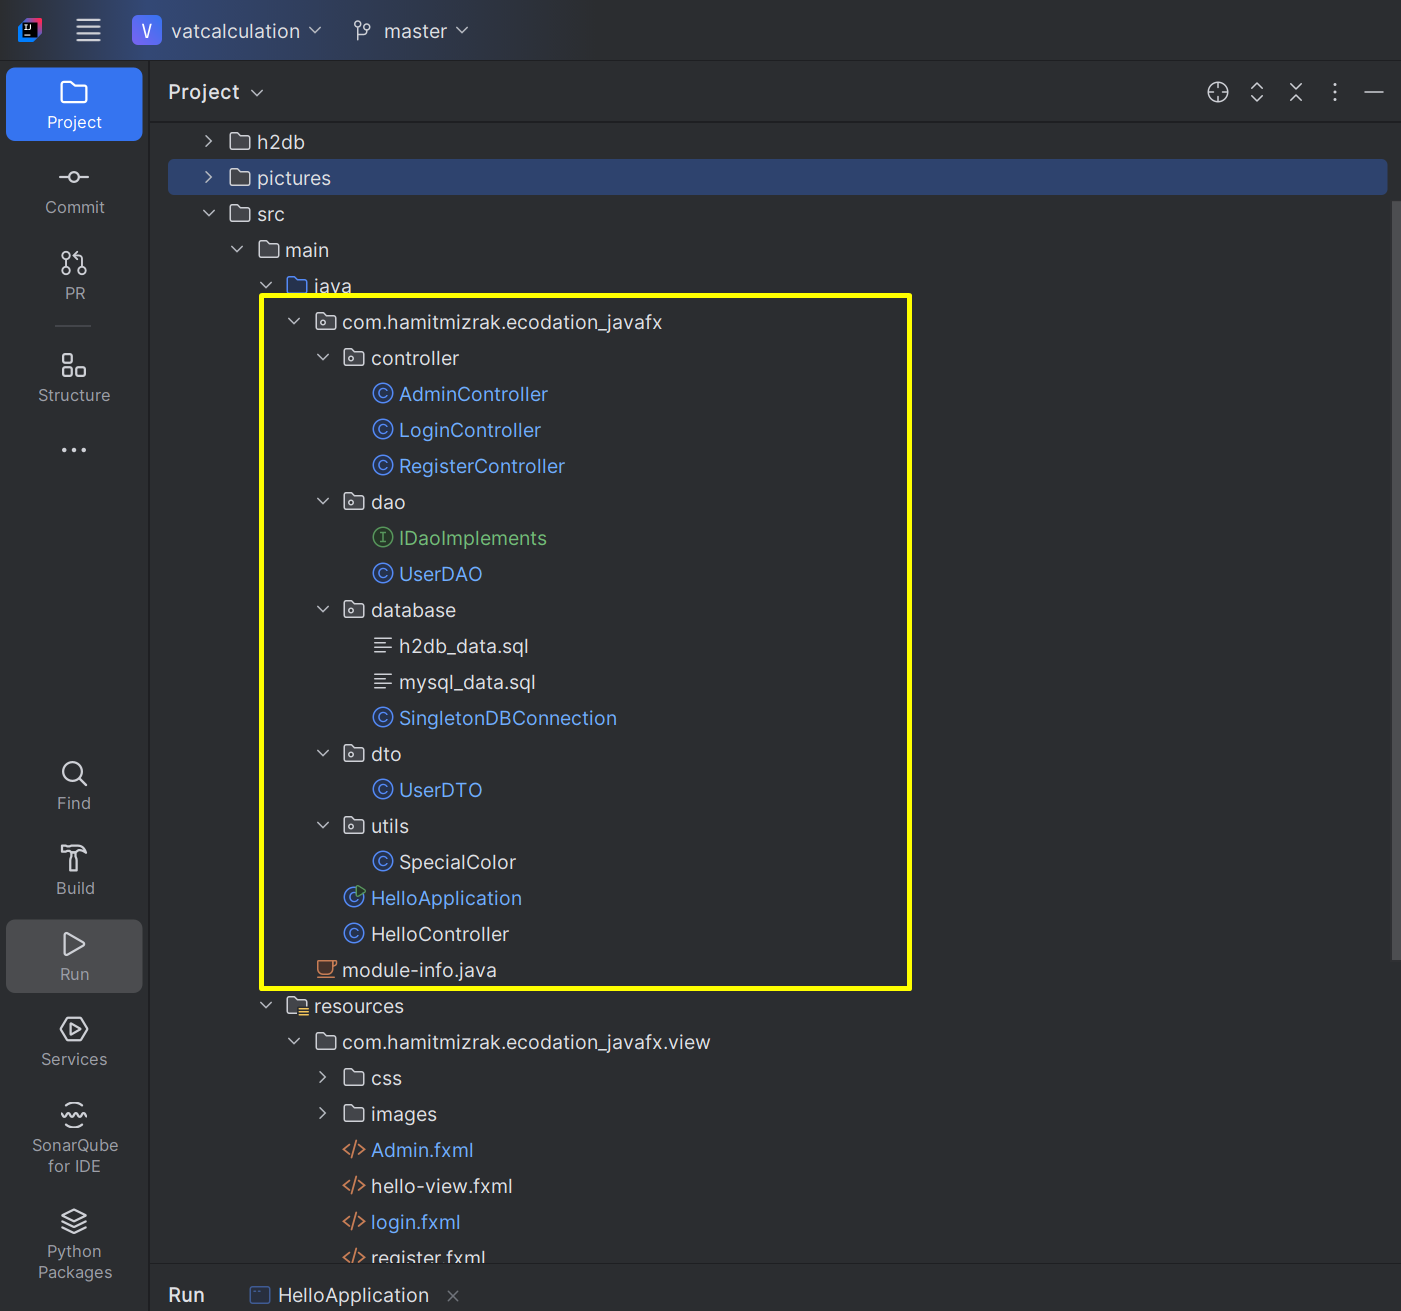 V vatcalculation master
Project
Project
Commit
PR
Structure
Find
Build
Run
Services
SonarQube
for IDE
Python
Packages
h2db
pictures
src
main
java
com.hamitmizrak.ecodation_javafx
controller
AdminController
LoginController
RegisterController
dao
IDaoImplements
UserDAO
database
h2db_data.sql
mysql_data.sql
SingletonDBConnection
dto
UserDTO
utils
SpecialColor
HelloApplication
HelloController
module-info.java
resources
com.hamitmizrak.ecodation_javafx.view
css
images
Admin.fxml
hello-view.fxml
login.fxml
register.fxml
Run HelloApplication